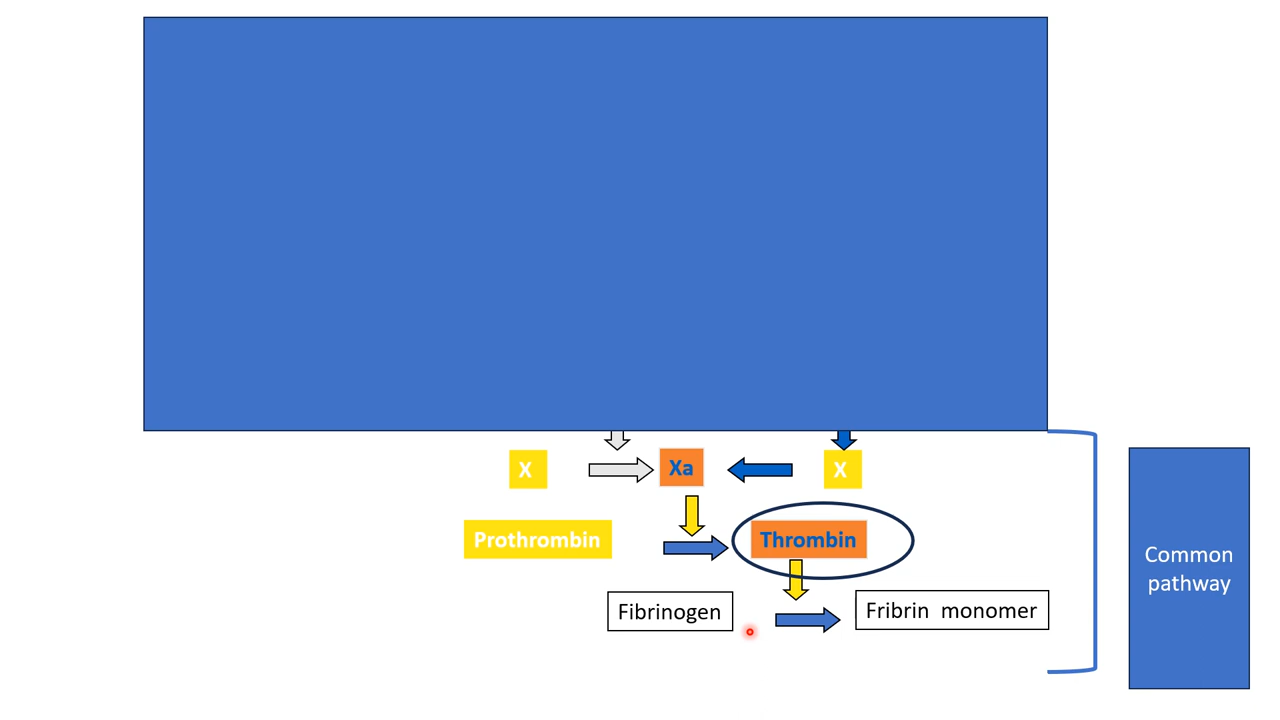 X
Xa
X
Prothrombin
Thrombin
Common
pathway
Fibrinogen
Fribrin monomer